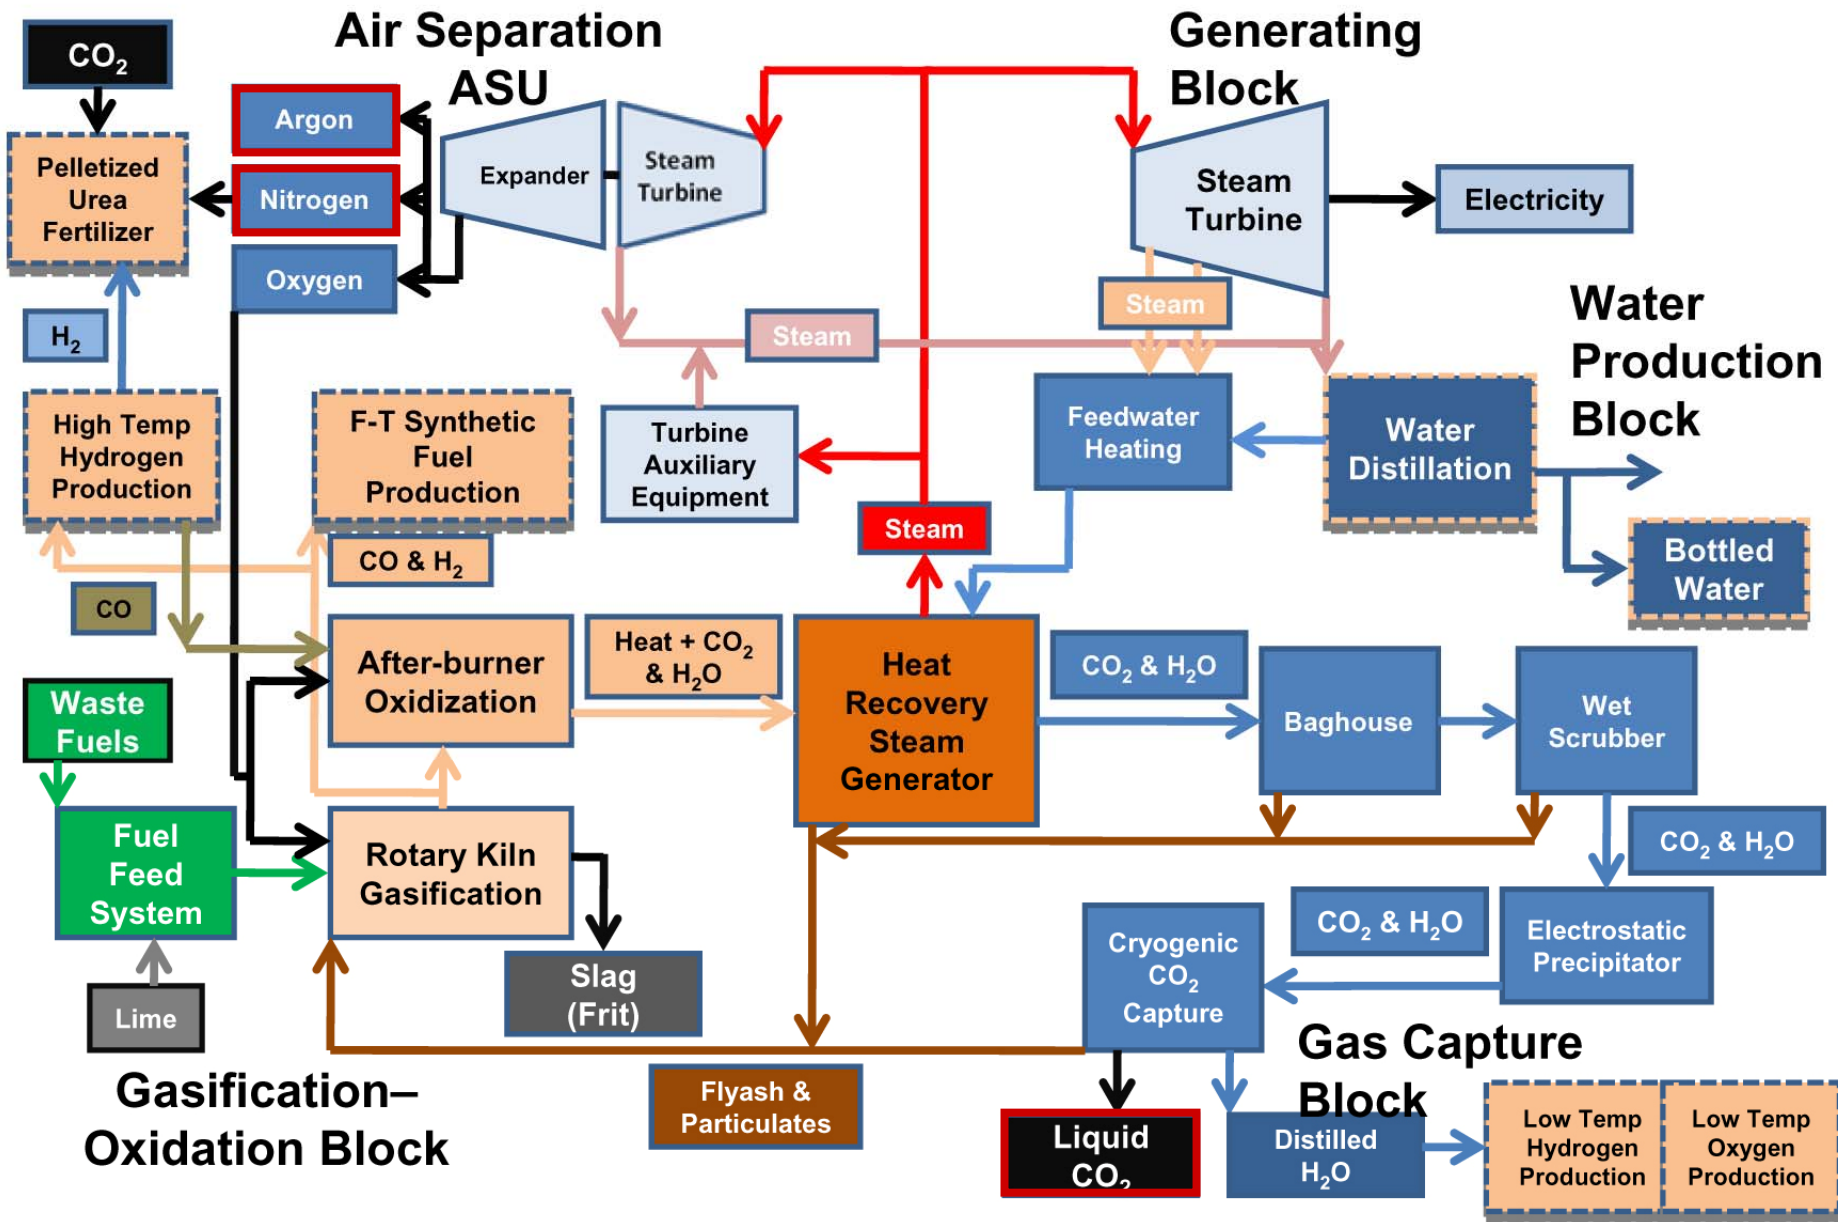 Air Separation
ASU
Generating
Block
CO₂
Argon
Pelletized
Urea
Fertilizer
Nitrogen
Oxygen
Expander
Steam
Turbine
Steam
Turbine
Electricity
H₂
Steam
Steam
Water
Production
Block
High Temp
Hydrogen
Production
F-T Synthetic
Fuel
Production
Turbine
Auxiliary
Equipment
Feedwater
Heating
Water
Distillation
Steam
Bottled
Water
CO & H₂
CO
After-burner
Oxidization
Heat + CO₂
& H₂O
Heat
Recovery
Steam
Generator
CO₂ & H₂O
Baghouse
Wet
Scrubber
Waste
Fuels
Fuel
Feed
System
Rotary Kiln
Gasification
CO₂ & H₂O
Lime
Slag
(Frit)
Cryogenic
CO₂
Capture
CO₂ & H₂O
Electrostatic
Precipitator
Gasification–
Oxidation Block
Flyash &
Particulates
Gas Capture
Block
Liquid
CO₂
Distilled
H₂O
Low Temp
Hydrogen
Production
Low Temp
Oxygen
Production